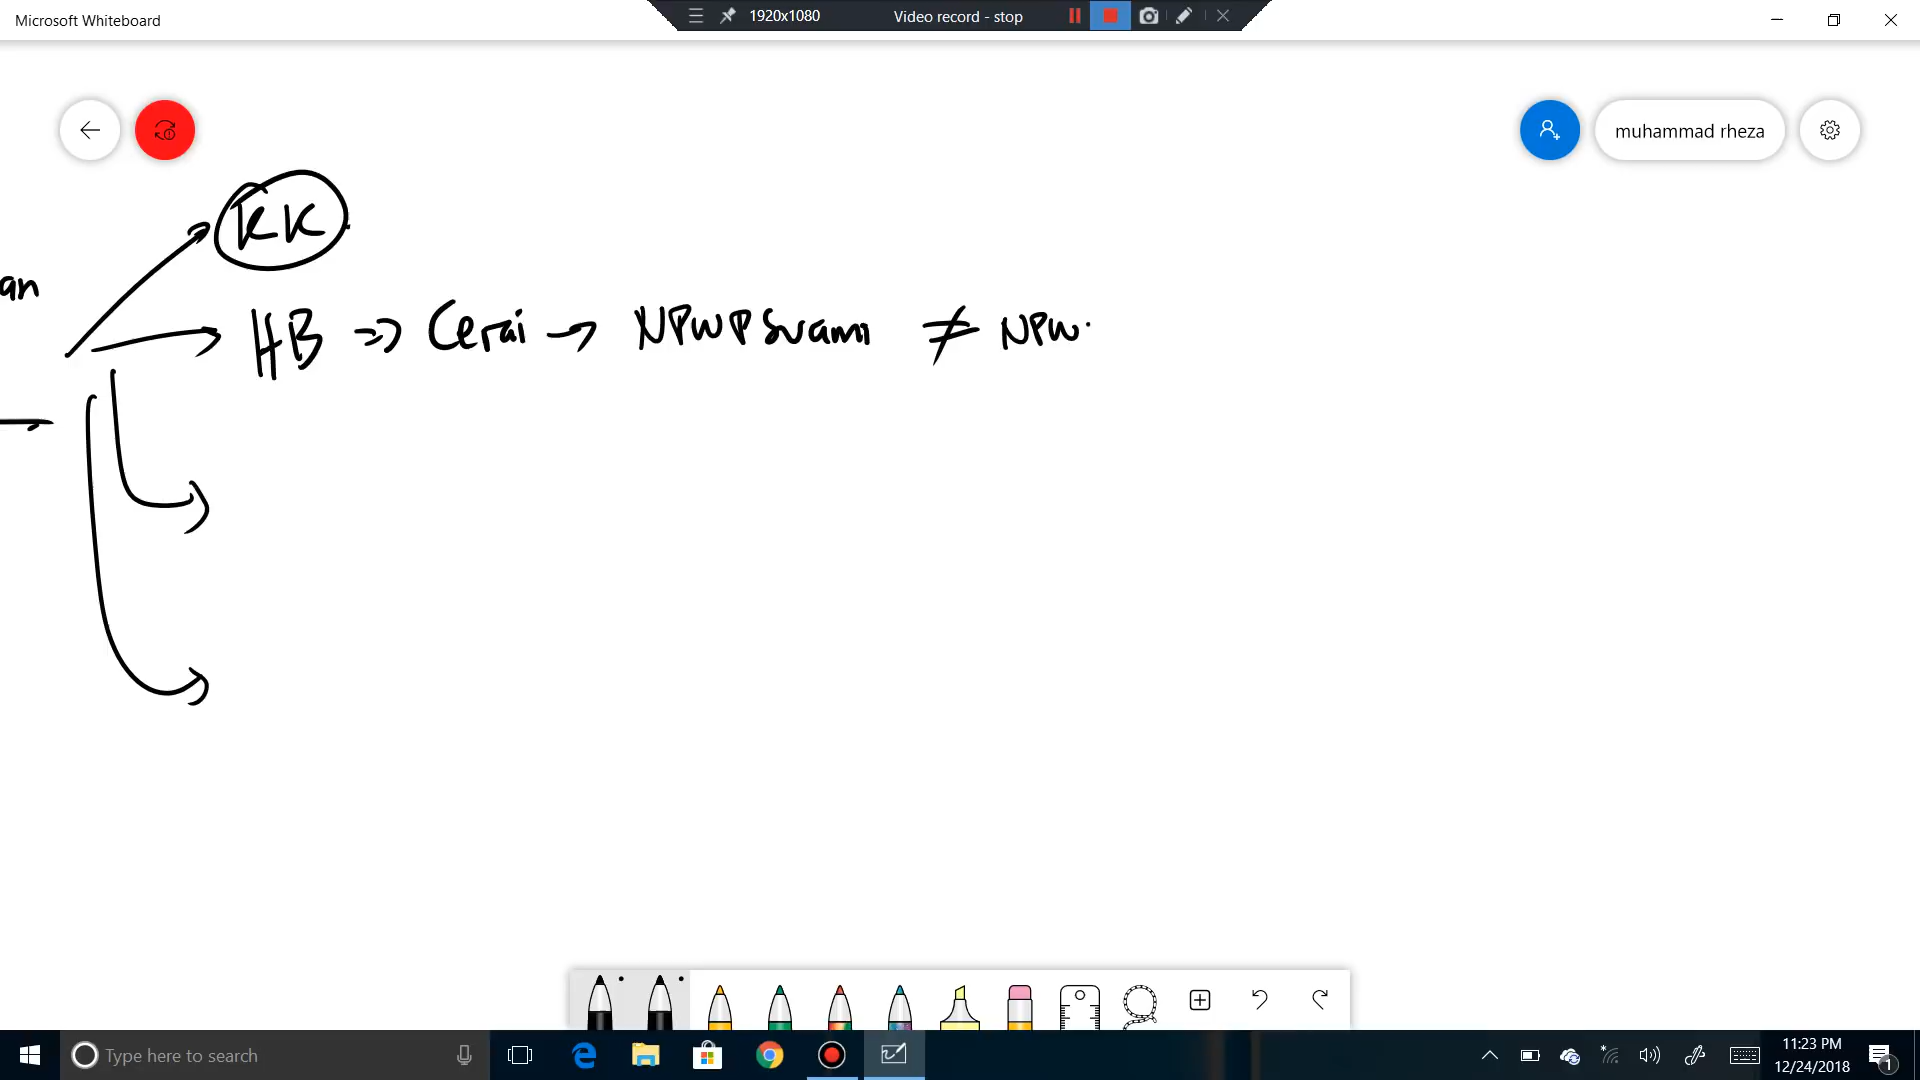 Microsoft Whiteboard
1920x1080 Video record - stop
muhammad rheza
KK
an
HB => Cerai → NPWP Suami ≠ NPW
Type here to search
11:23 PM
12/24/2018
1